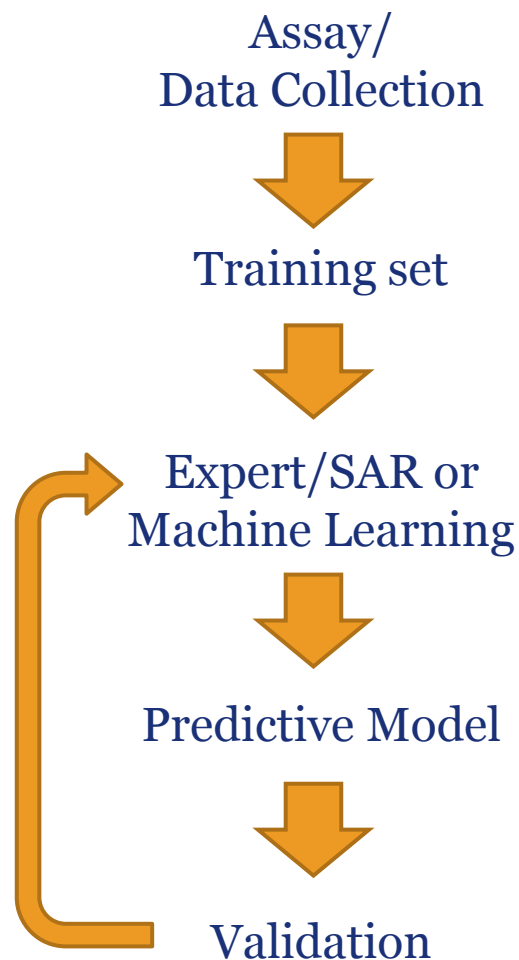 Assay/
Data Collection
Training set
Expert/SAR or
Machine Learning
Predictive Model
Validation